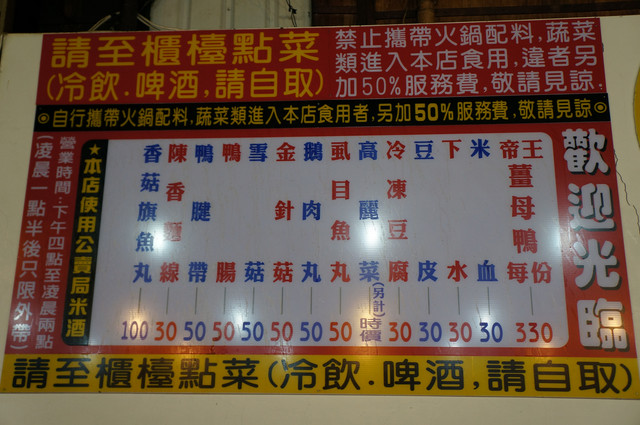 請至櫃檯點菜
(冷飲.啤酒,請自取)
禁止攜帶火鍋配料,蔬菜
類進入本店食用,違者另
加50%服務費,敬請見諒.
◎自行攜帶火鍋配料,蔬菜類進入本店食用者,另加50%服務費,敬請見諒◎
歡迎光臨
帝王薑母鴨每份 330
米血 30
下水 30
豆皮 30
冷凍豆腐 30
高麗菜(另計) 時價
虱目魚丸 50
鵝肉丸 50
金針菇 50
雪菇 50
鴨腸 50
鴨腱帶 50
陳香麵線 30
香菇旗魚丸 100
★本店使用公賣局米酒
營業時間:下午四點至凌晨兩點
(凌晨一點半後只限外帶)
請至櫃檯點菜(冷飲.啤酒,請自取)